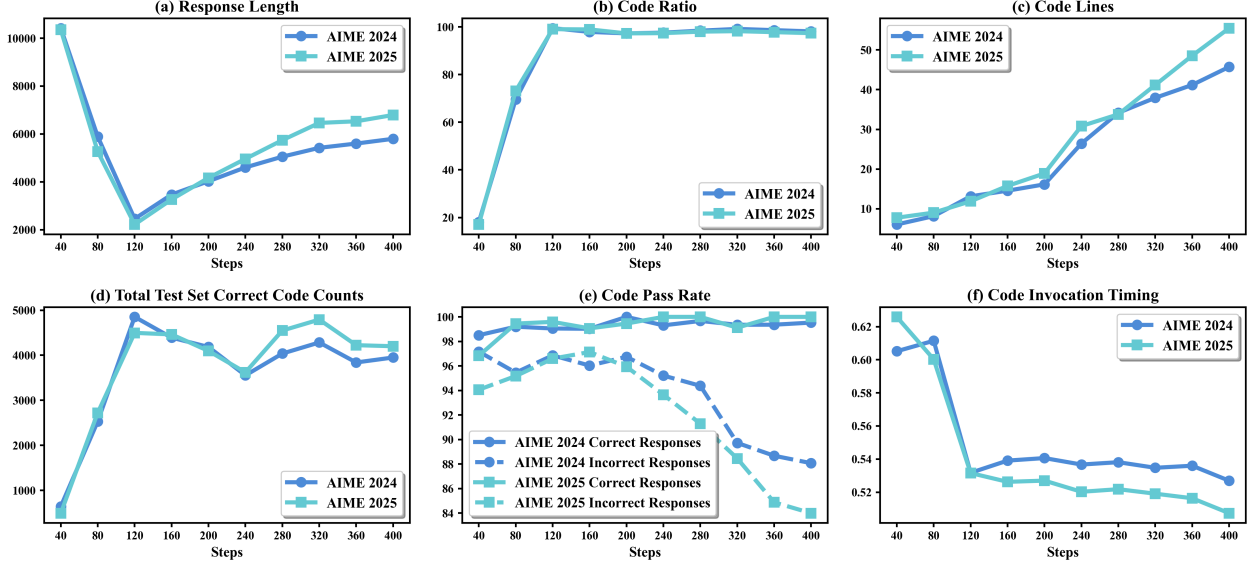 (a) Response Length
10000
8000
6000
4000
2000
AIME 2024
AIME 2025
40 80 120 160 200 240 280 320 360 400
Steps
(b) Code Ratio
100
80
60
40
20
AIME 2024
AIME 2025
40 80 120 160 200 240 280 320 360 400
Steps
(c) Code Lines
50
40
30
20
10
AIME 2024
AIME 2025
40 80 120 160 200 240 280 320 360 400
Steps
(d) Total Test Set Correct Code Counts
5000
4000
3000
2000
1000
AIME 2024
AIME 2025
40 80 120 160 200 240 280 320 360 400
Steps
(e) Code Pass Rate
100
98
96
94
92
90
88
86
84
AIME 2024 Correct Responses
AIME 2024 Incorrect Responses
AIME 2025 Correct Responses
AIME 2025 Incorrect Responses
40 80 120 160 200 240 280 320 360 400
Steps
(f) Code Invocation Timing
0.62
0.60
0.58
0.56
0.54
0.52
AIME 2024
AIME 2025
40 80 120 160 200 240 280 320 360 400
Steps